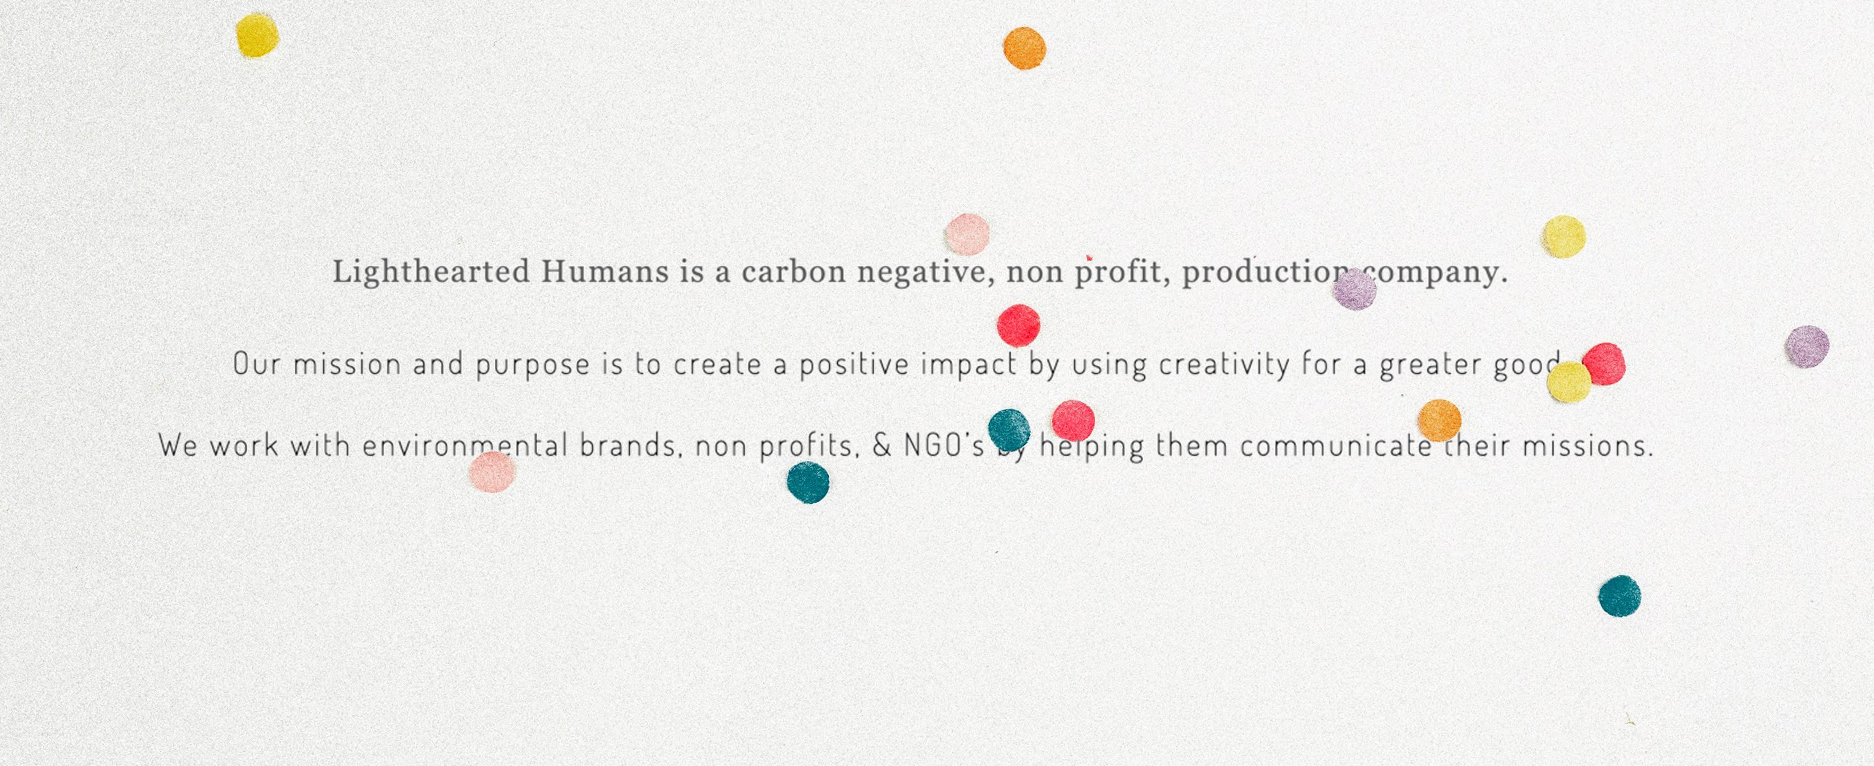 Lighthearted Humans is a carbon negative, non profit, production company.
Our mission and purpose is to create a positive impact by using creativity for a greater good
We work with environmental brands, non profits, & NGO's by helping them communicate their missions.